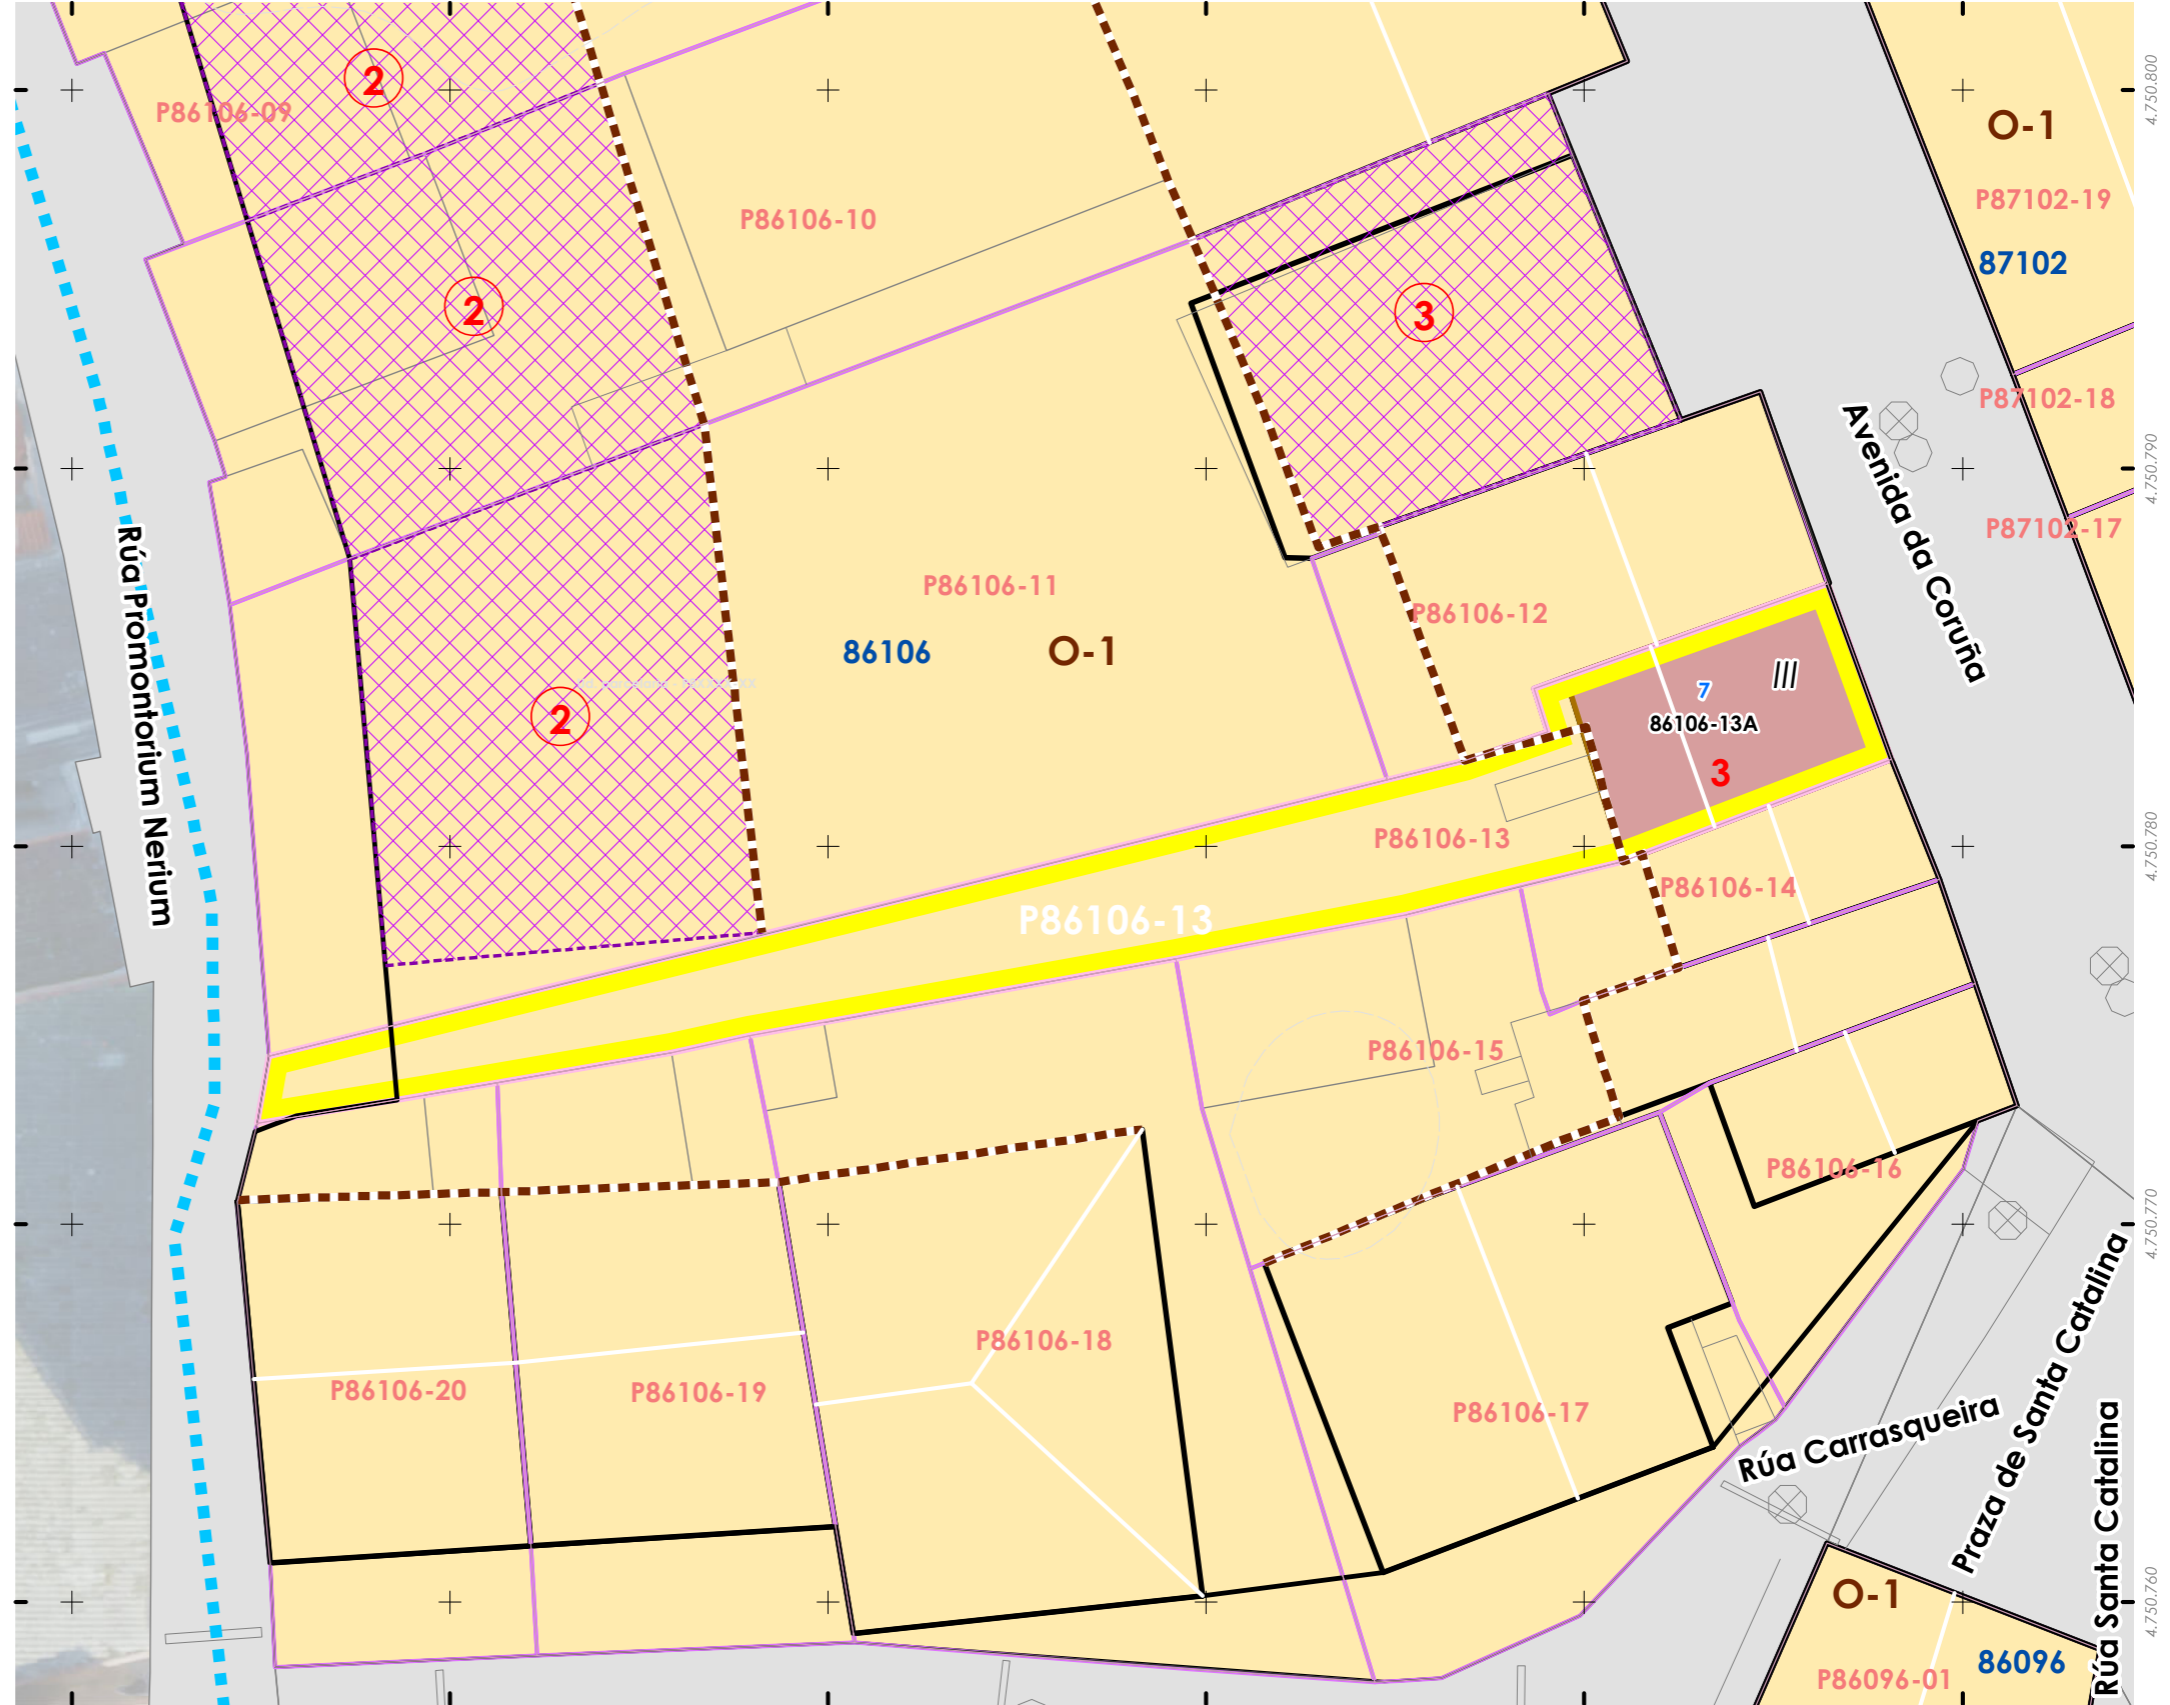 2
P86106-09
4.750.800
O-1
P87102-19
P86106-10
87102
2
3
P87102-18
Avenida da Coruña
4.750.790
P87102-17
Rúa Promontorium Nerium
P86106-11
P86106-12
86106
O-1
///
7
2
86106-13A
3
P86106-13
4.750.780
P86106-14
P86106-13
P86106-15
P86106-16
4.750.770
P86106-18
P86106-20
P86106-19
P86106-17
Rúa Carrasqueira
Praza de Santa Catalina
Rúa Santa Catalina
O-1
4.750.760
86096
P86096-01